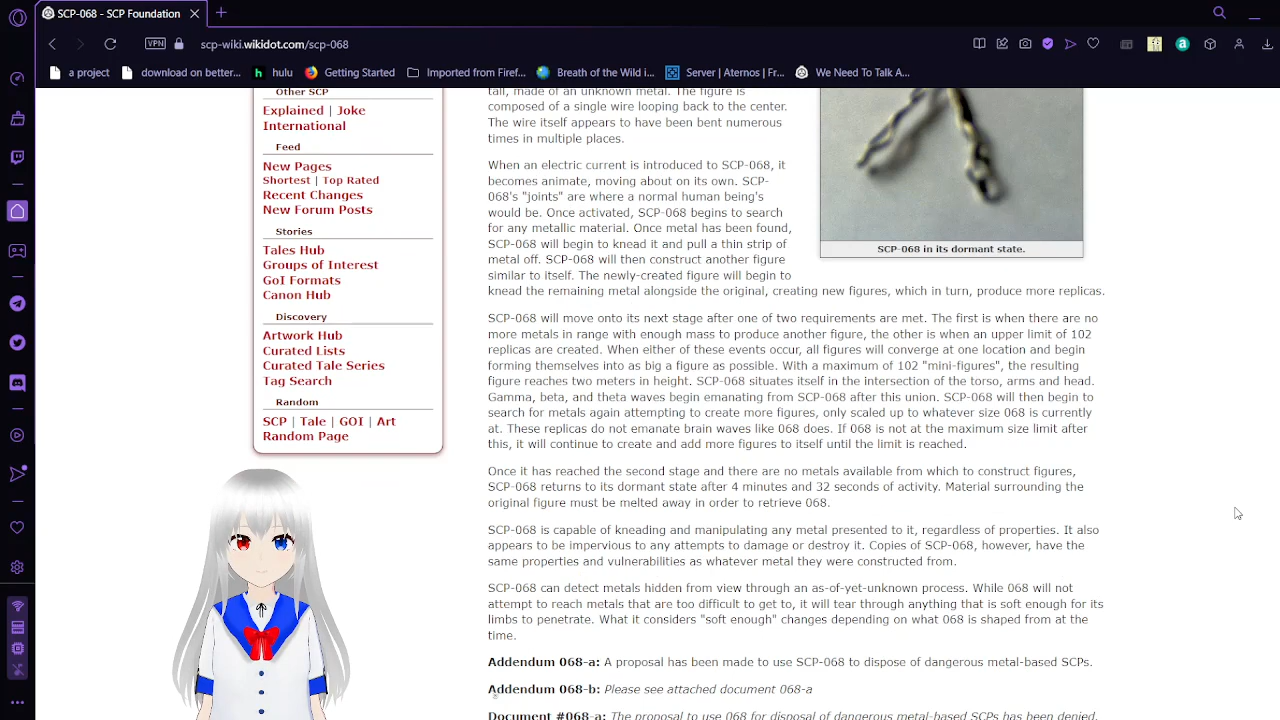 SCP-068 - SCP Foundation
VPN
scp-wiki.wikidot.com/scp-068
a project
download on better...
hulu
Getting Started
Imported from Firef...
Breath of the Wild i...
Server | Aternos | Fr...
We Need To Talk A...
Other SCP
Explained | Joke
International
Feed
New Pages
Shortest | Top Rated
Recent Changes
New Forum Posts
Stories
Tales Hub
Groups of Interest
GoI Formats
Canon Hub
Discovery
Artwork Hub
Curated Lists
Curated Tale Series
Tag Search
Random
SCP | Tale | GOI | Art
Random Page
tall, made of an unknown metal. The figure is
composed of a single wire looping back to the center.
The wire itself appears to have been bent numerous
times in multiple places.
When an electric current is introduced to SCP-068, it
becomes animate, moving about on its own. SCP-
068's "joints" are where a normal human being's
would be. Once activated, SCP-068 begins to search
for any metallic material. Once metal has been found,
SCP-068 will begin to knead it and pull a thin strip of
metal off. SCP-068 will then construct another figure
similar to itself. The newly-created figure will begin to
knead the remaining metal alongside the original, creating new figures, which in turn, produce more replicas.
SCP-068 in its dormant state.
SCP-068 will move onto its next stage after one of two requirements are met. The first is when there are no
more metals in range with enough mass to produce another figure, the other is when an upper limit of 102
replicas are created. When either of these events occur, all figures will converge at one location and begin
forming themselves into as big a figure as possible. With a maximum of 102 "mini-figures", the resulting
figure reaches two meters in height. SCP-068 situates itself in the intersection of the torso, arms and head.
Gamma, beta, and theta waves begin emanating from SCP-068 after this union. SCP-068 will then begin to
search for metals again attempting to create more figures, only scaled up to whatever size 068 is currently
at. These replicas do not emanate brain waves like 068 does. If 068 is not at the maximum size limit after
this, it will continue to create and add more figures to itself until the limit is reached.
Once it has reached the second stage and there are no metals available from which to construct figures,
SCP-068 returns to its dormant state after 4 minutes and 32 seconds of activity. Material surrounding the
original figure must be melted away in order to retrieve 068.
SCP-068 is capable of kneading and manipulating any metal presented to it, regardless of properties. It also
appears to be impervious to any attempts to damage or destroy it. Copies of SCP-068, however, have the
same properties and vulnerabilities as whatever metal they were constructed from.
SCP-068 can detect metals hidden from view through an as-of-yet-unknown process. While 068 will not
attempt to reach metals that are too difficult to get to, it will tear through anything that is soft enough for its
limbs to penetrate. What it considers "soft enough" changes depending on what 068 is shaped from at the
time.
Addendum 068-a: A proposal has been made to use SCP-068 to dispose of dangerous metal-based SCPs.
Addendum 068-b: Please see attached document 068-a
Document #068-a: The proposal to use 068 for disposal of dangerous metal-based SCPs has been denied.